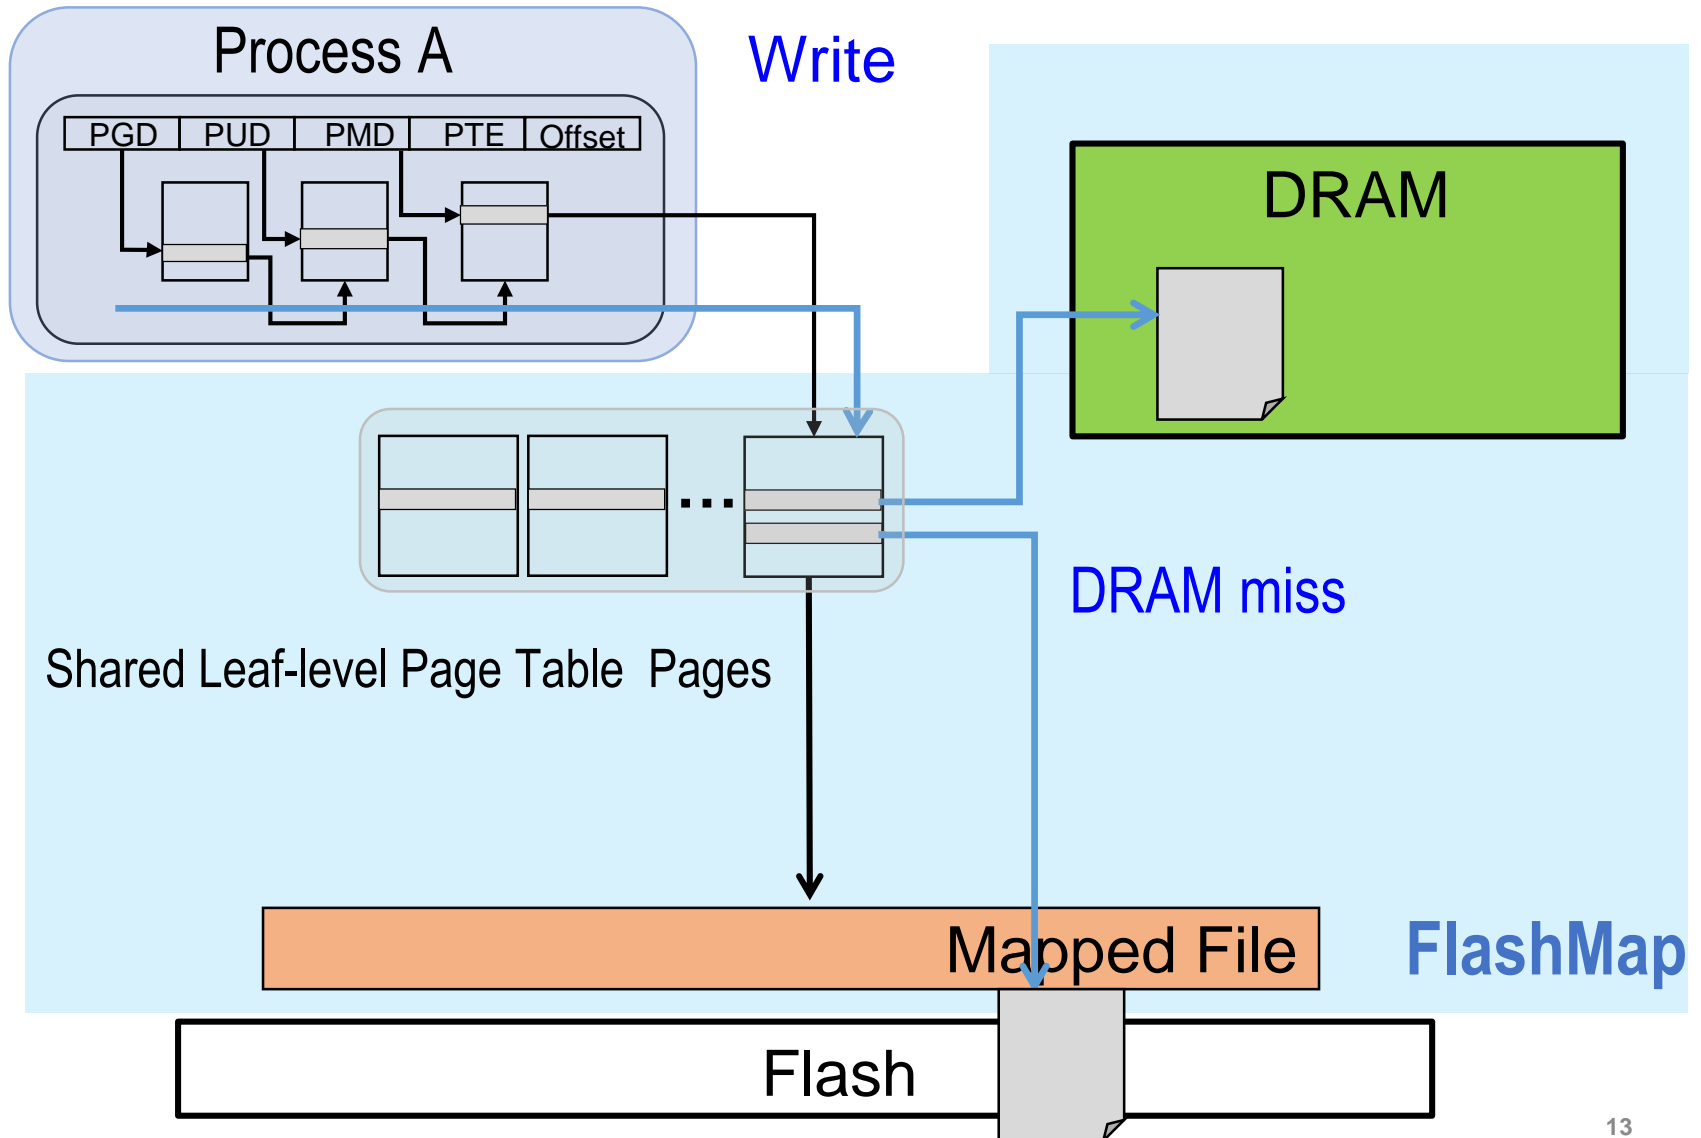 Process A
Write
PGD PUD PMD PTE Offset
DRAM
...
DRAM miss
Shared Leaf-level Page Table Pages
Mapped File
FlashMap
Flash
13